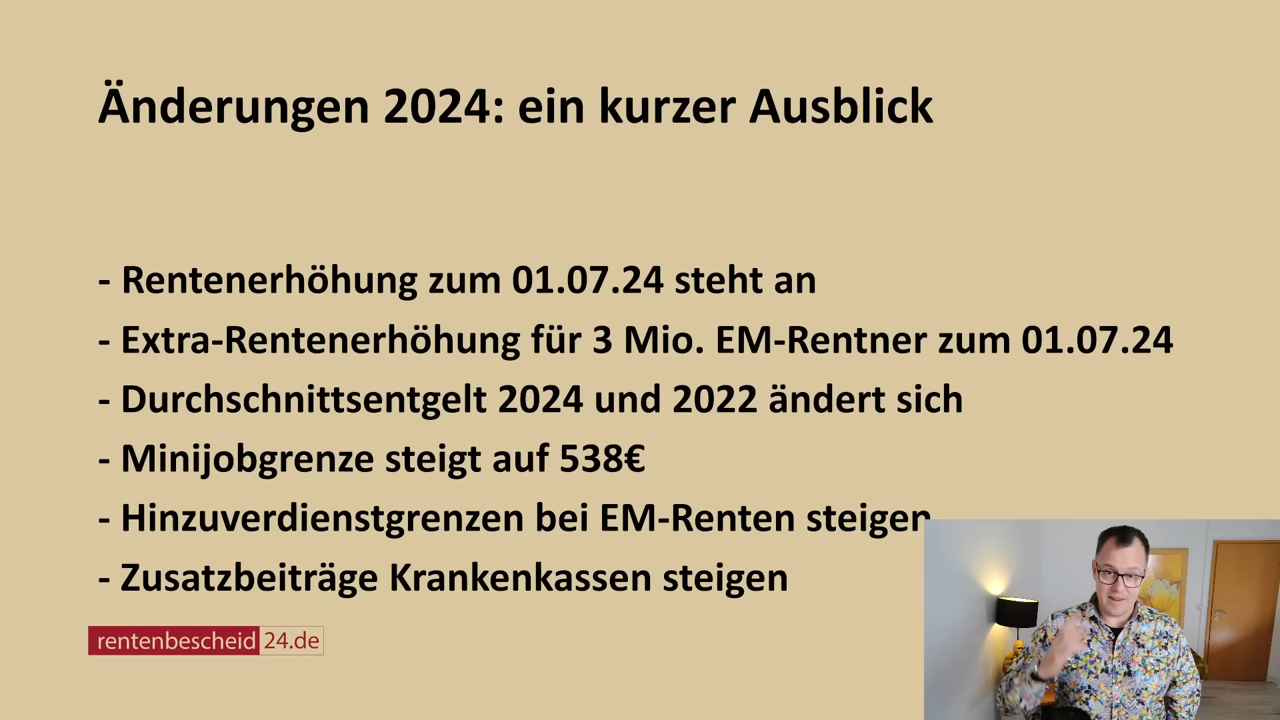 Änderungen 2024: ein kurzer Ausblick
- Rentenerhöhung zum 01.07.24 steht an
- Extra-Rentenerhöhung für 3 Mio. EM-Rentner zum 01.07.24
- Durchschnittsentgelt 2024 und 2022 ändert sich
- Minijobgrenze steigt auf 538€
- Hinzuverdienstgrenzen bei EM-Renten steigen
- Zusatzbeiträge Krankenkassen steigen
rentenbescheid 24.de